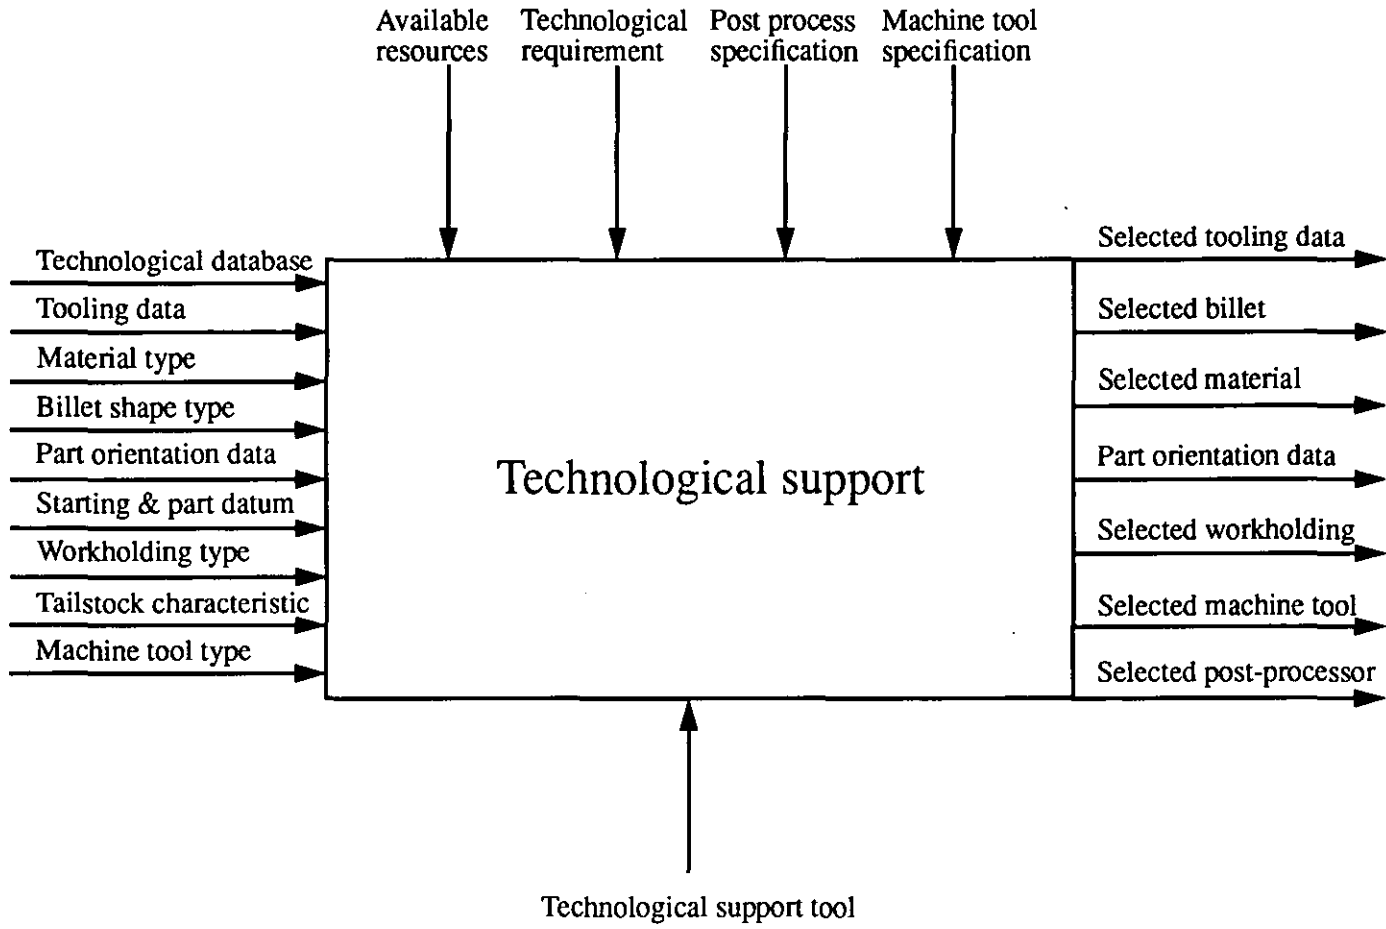 Available
resources
Technological
requirement
Post process
specification
Machine tool
specification
Technological database
Tooling data
Material type
Billet shape type
Part orientation data
Starting & part datum
Workholding type
Tailstock characteristic
Machine tool type
Technological support
Selected tooling data
Selected billet
Selected material
Part orientation data
Selected workholding
Selected machine tool
Selected post-processor
Technological support tool